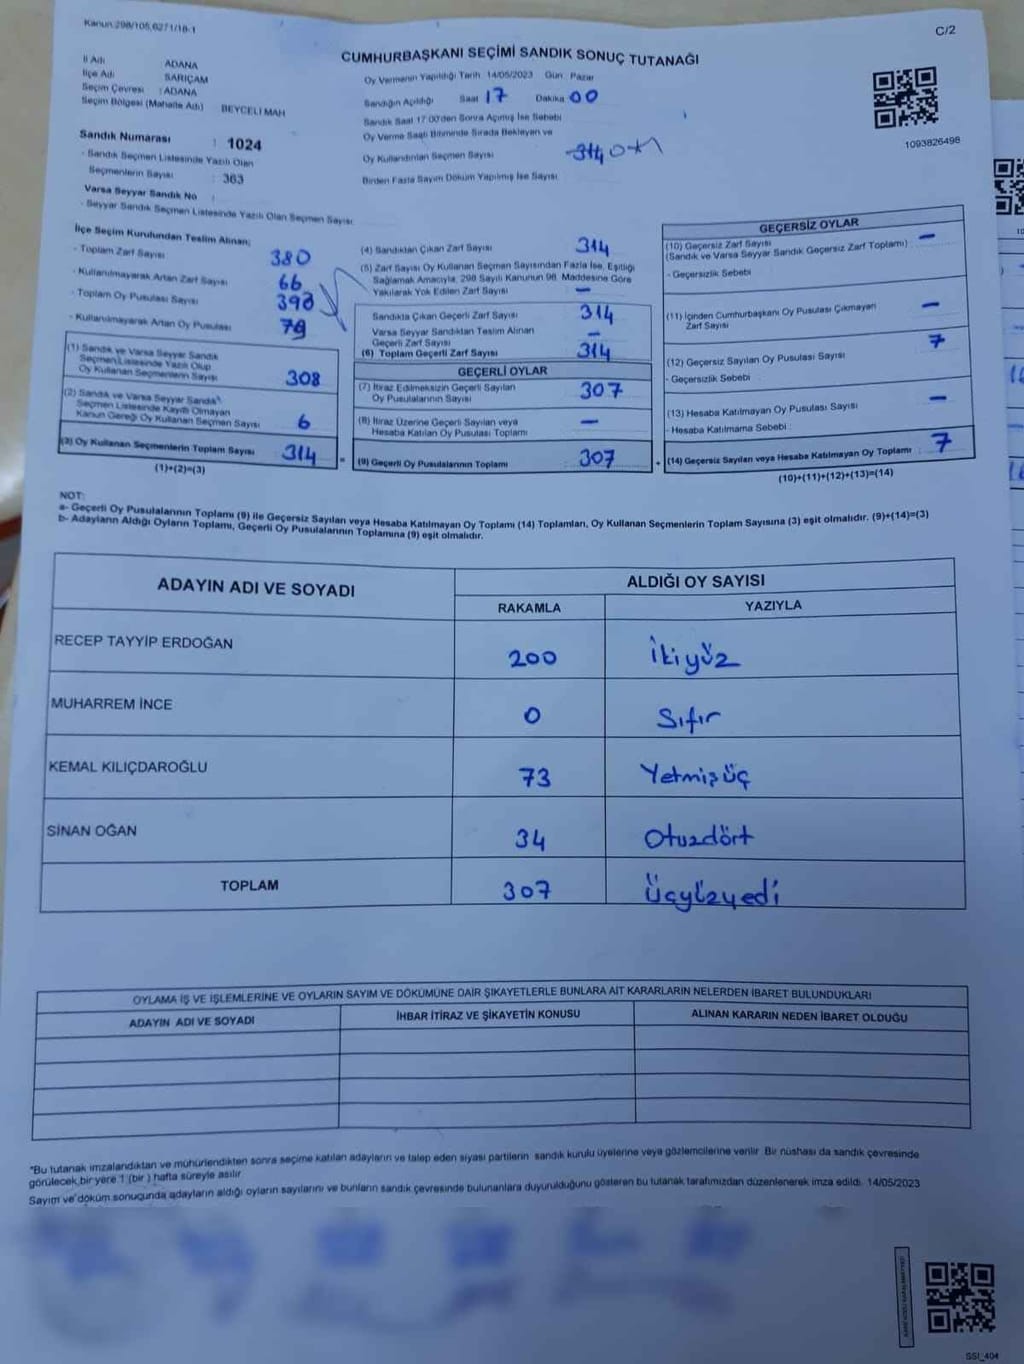 Kanun:298/105,6271/18-1
C/2
CUMHURBAŞKANI SEÇİMİ SANDIK SONUÇ TUTANAĞI
İl Adı : ADANA
İlçe Adı SARIÇAM
Seçim Çevresi : ADANA
Seçim Bölgesi (Mahalle Adı) BEYCELİ MAH
Sandık Numarası : 1024
- Sandık Seçmen Listesinde Yazılı Olan
Seçmenlerin Sayısı : 363
Varsa Seyyar Sandık No :
- Seyyar Sandık Seçmen Listesinde Yazılı Olan Seçmen Sayısı
Oy Vermenin Yapıldığı Tarih 14/05/2023 Gün Pazar
Sandığın Açıldığı Saat 17 Dakika 00
Sandık Saat 17:00'den Sonra Açılmış İse Sebebi
Oy Verme Saati Bitiminde Sırada Bekleyen ve
Oy Kullandırılan Seçmen Sayısı 314
Birden Fazla Sayım Döküm Yapılmış İse Sayısı
1093826498
İlçe Seçim Kurulundan Teslim Alınan;
- Toplam Zarf Sayısı 380
- Kullanılmayarak Artan Zarf Sayısı 66
- Toplam Oy Pusulası Sayısı 393
- Kullanılmayarak Artan Oy Pusulası 79
(1) Sandık ve Varsa Seyyar Sandık
Seçmen Listesinde Yazılı Olup
Oy Kullanan Seçmenlerin Sayısı 308
(2) Sandık ve Varsa Seyyar Sandık
Seçmen Listesinde Kayıtlı Olmayan
Kanun Gereği Oy Kullanan Seçmen Sayısı 6
(3) Oy Kullanan Seçmenlerin Toplam Sayısı 314
(1)+(2)=(3)
(4) Sandıktan Çıkan Zarf Sayısı 314
(5) Zarf Sayısı Oy Kullanan Seçmen Sayısından Fazla İse, Eşitliği
Sağlamak Amacıyla, 298 Sayılı Kanunun 98. Maddesine Göre
Yakılarak Yok Edilen Zarf Sayısı –
Sandıkta Çıkan Geçerli Zarf Sayısı 314
Varsa Seyyar Sandıktan Teslim Alınan
Geçerli Zarf Sayısı –
(6) Toplam Geçerli Zarf Sayısı 314
GEÇERLİ OYLAR
(7) İtiraz Edilmeksizin Geçerli Sayılan
Oy Pusulalarının Sayısı 307
(8) İtiraz Üzerine Geçerli Sayılan veya
Hesaba Katılan Oy Pusulası Toplamı –
= (9) Geçerli Oy Pusulalarının Toplamı 307
GEÇERSİZ OYLAR
(10) Geçersiz Zarf Sayısı –
(Sandık ve Varsa Seyyar Sandık Geçersiz Zarf Toplamı)
- Geçersizlik Sebebi
(11) İçinden Cumhurbaşkanı Oy Pusulası Çıkmayan –
Zarf Sayısı
(12) Geçersiz Sayılan Oy Pusulası Sayısı 7
- Geçersizlik Sebebi
(13) Hesaba Katılmayan Oy Pusulası Sayısı –
- Hesaba Katılmama Sebebi
+ (14) Geçersiz Sayılan veya Hesaba Katılmayan Oy Toplamı : 7
(10)+(11)+(12)+(13)=(14)
NOT:
a- Geçerli Oy Pusulalarının Toplamı (9) ile Geçersiz Sayılan veya Hesaba Katılmayan Oy Toplamı (14) Toplamları, Oy Kullanan Seçmenlerin Toplam Sayısına (3) eşit olmalıdır. (9)+(14)=(3)
b- Adayların Aldığı Oyların Toplamı, Geçerli Oy Pusulalarının Toplamına (9) eşit olmalıdır.
ADAYIN ADI VE SOYADI
ALDIĞI OY SAYISI
RAKAMLA YAZIYLA
RECEP TAYYİP ERDOĞAN 200 İkiyüz
MUHARREM İNCE 0 Sıfır
KEMAL KILIÇDAROĞLU 73 Yetmişüç
SİNAN OĞAN 34 Otuzdört
TOPLAM 307 Üçyüzyedi
OYLAMA İŞ VE İŞLEMLERİNE VE OYLARIN SAYIM VE DÖKÜMÜNE DAİR ŞİKAYETLERLE BUNLARA AİT KARARLARIN NELERDEN İBARET BULUNDUKLARI
ADAYIN ADI VE SOYADI İHBAR İTİRAZ VE ŞİKAYETİN KONUSU ALINAN KARARIN NEDEN İBARET OLDUĞU
*Bu tutanak imzalandıktan ve mühürlendikten sonra seçime katılan adayların ve talep eden siyasi partilerin sandık kurulu üyelerine veya gözlemcilerine verilir. Bir nüshası da sandık çevresinde
görülecek bir yere 1 (bir ) hafta süreyle asılır.
Sayım ve döküm sonucunda adayların aldığı oyların sayılarını ve bunların sandık çevresinde bulunanlara duyurulduğunu gösteren bu tutanak tarafımızdan düzenlenerek imza edildi. 14/05/2023
SSI_404